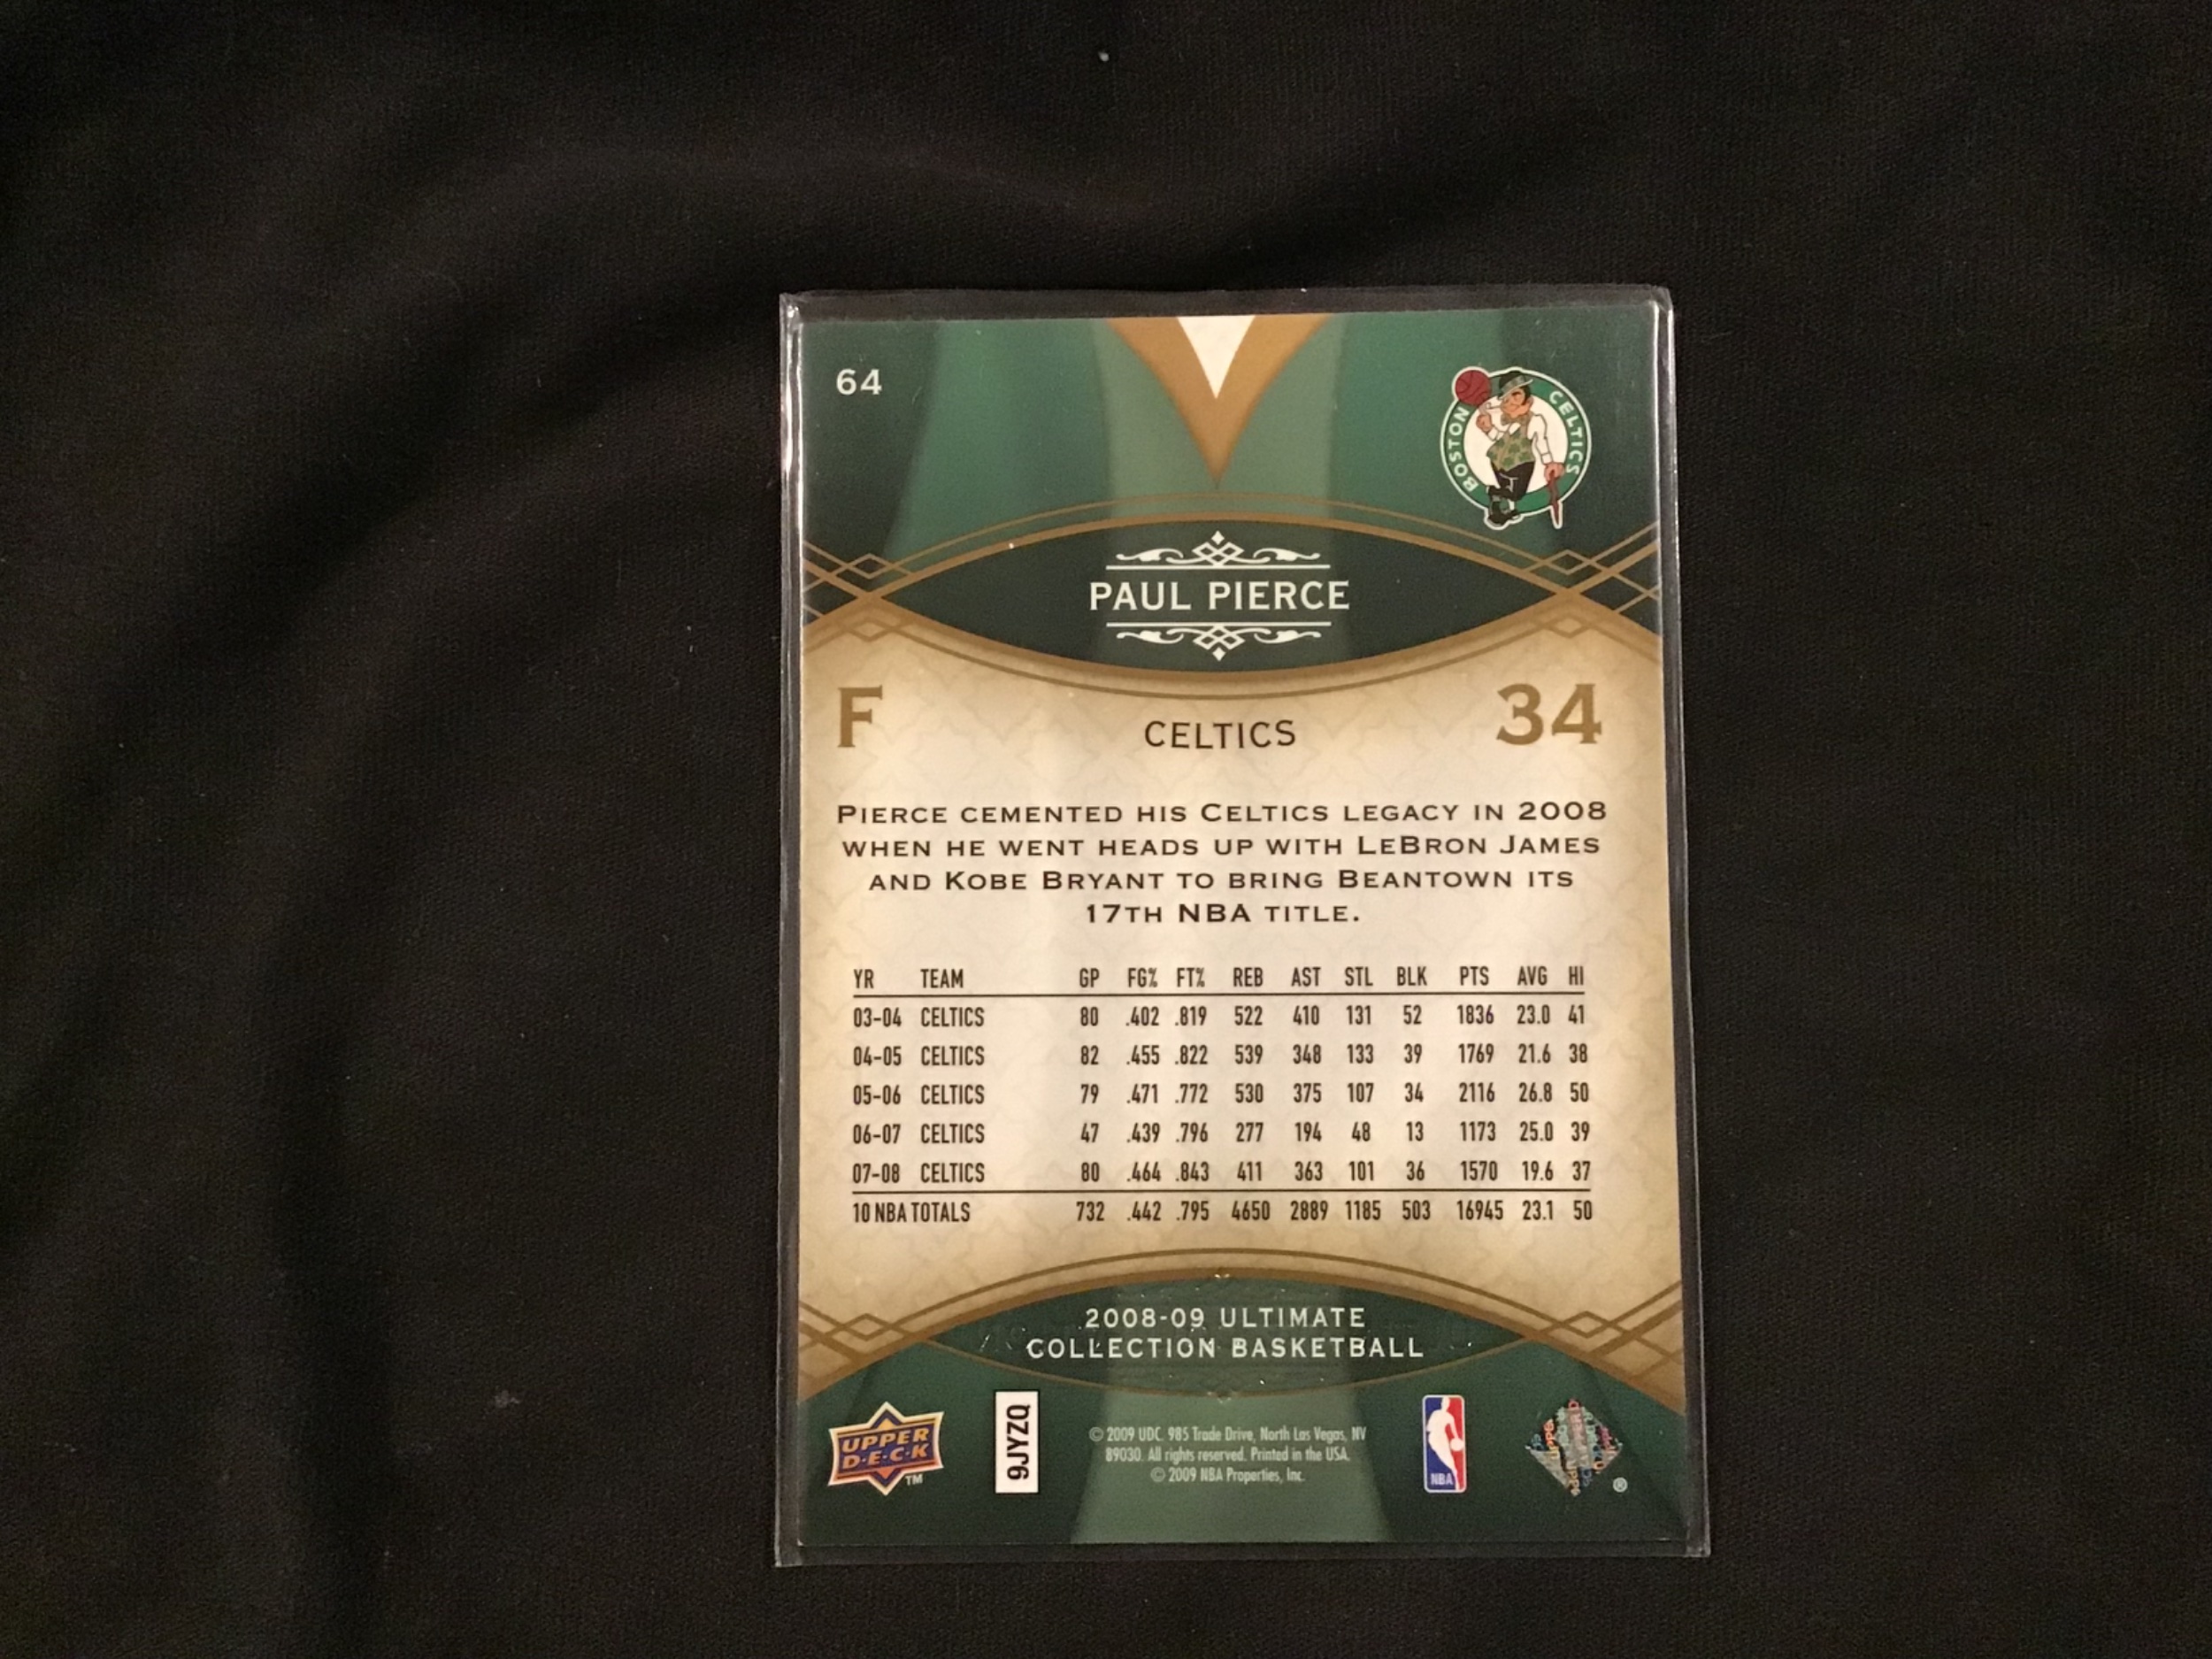 64
BOSTON CELTICS
PAUL PIERCE
F
CELTICS
34
PIERCE CEMENTED HIS CELTICS LEGACY IN 2008
WHEN HE WENT HEADS UP WITH LEBRON JAMES
AND KOBE BRYANT TO BRING BEANTOWN ITS
17TH NBA TITLE.
YR TEAM GP FG% FT% REB AST STL BLK PTS AVG HI
03-04 CELTICS 80 .402 .819 522 410 131 52 1836 23.0 41
04-05 CELTICS 82 .455 .822 539 348 133 39 1769 21.6 38
05-06 CELTICS 79 .471 .772 530 375 107 34 2116 26.8 50
06-07 CELTICS 47 .439 .796 277 194 48 13 1173 25.0 39
07-08 CELTICS 80 .464 .843 411 363 101 36 1570 19.6 37
10 NBA TOTALS 732 .442 .795 4650 2889 1185 503 16945 23.1 50
2008-09 ULTIMATE
COLLECTION BASKETBALL
UPPER
D·E·C·K
TM
9JYZQ
© 2009 UDC. 985 Trade Drive, North Las Vegas, NV
89030. All rights reserved. Printed in the USA.
© 2009 NBA Properties, Inc.
NBA
®